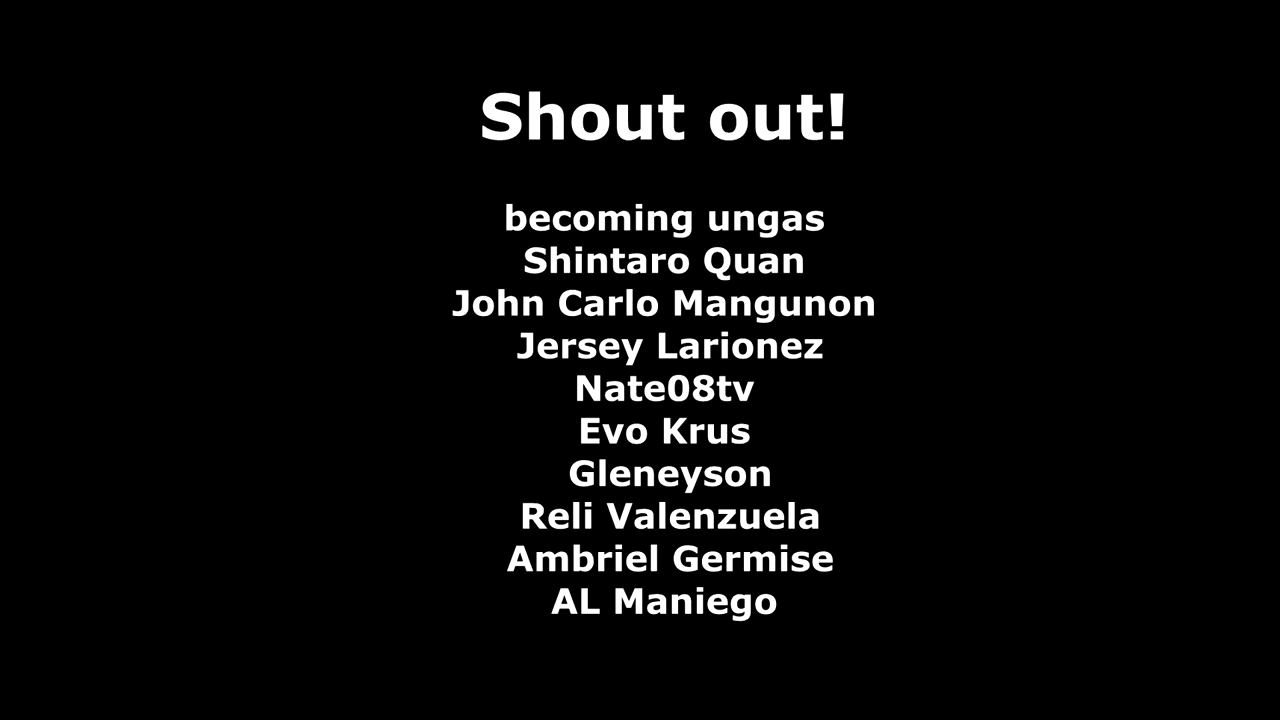 Shout out!
becoming ungas
Shintaro Quan
John Carlo Mangunon
Jersey Larionez
Nate08tv
Evo Krus
Gleneyson
Reli Valenzuela
Ambriel Germise
AL Maniego